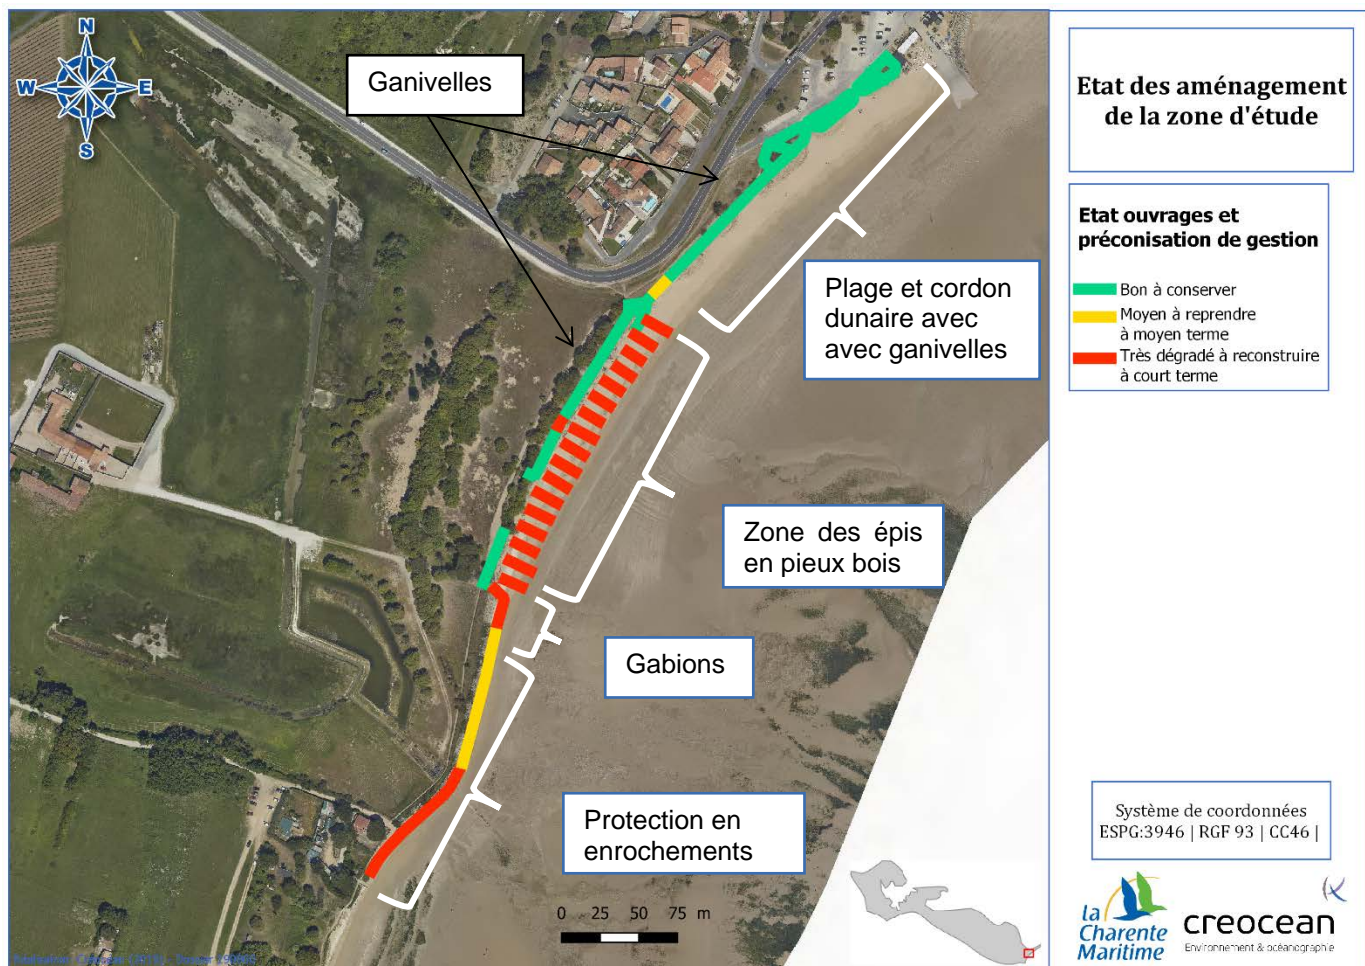 N
W
E
S
Ganivelles
Plage et cordon
dunaire avec
avec ganivelles
Zone des épis
en pieux bois
Gabions
Protection en
enrochements
0 25 50 75 m
Etat des aménagement
de la zone d'étude
Etat ouvrages et
préconisation de gestion
Bon à conserver
Moyen à reprendre
à moyen terme
Très dégradé à reconstruire
à court terme
Système de coordonnées
ESPG:3946 | RGF 93 | CC46 |
la
Charente
Maritime
creocean
Environnement & océanographie